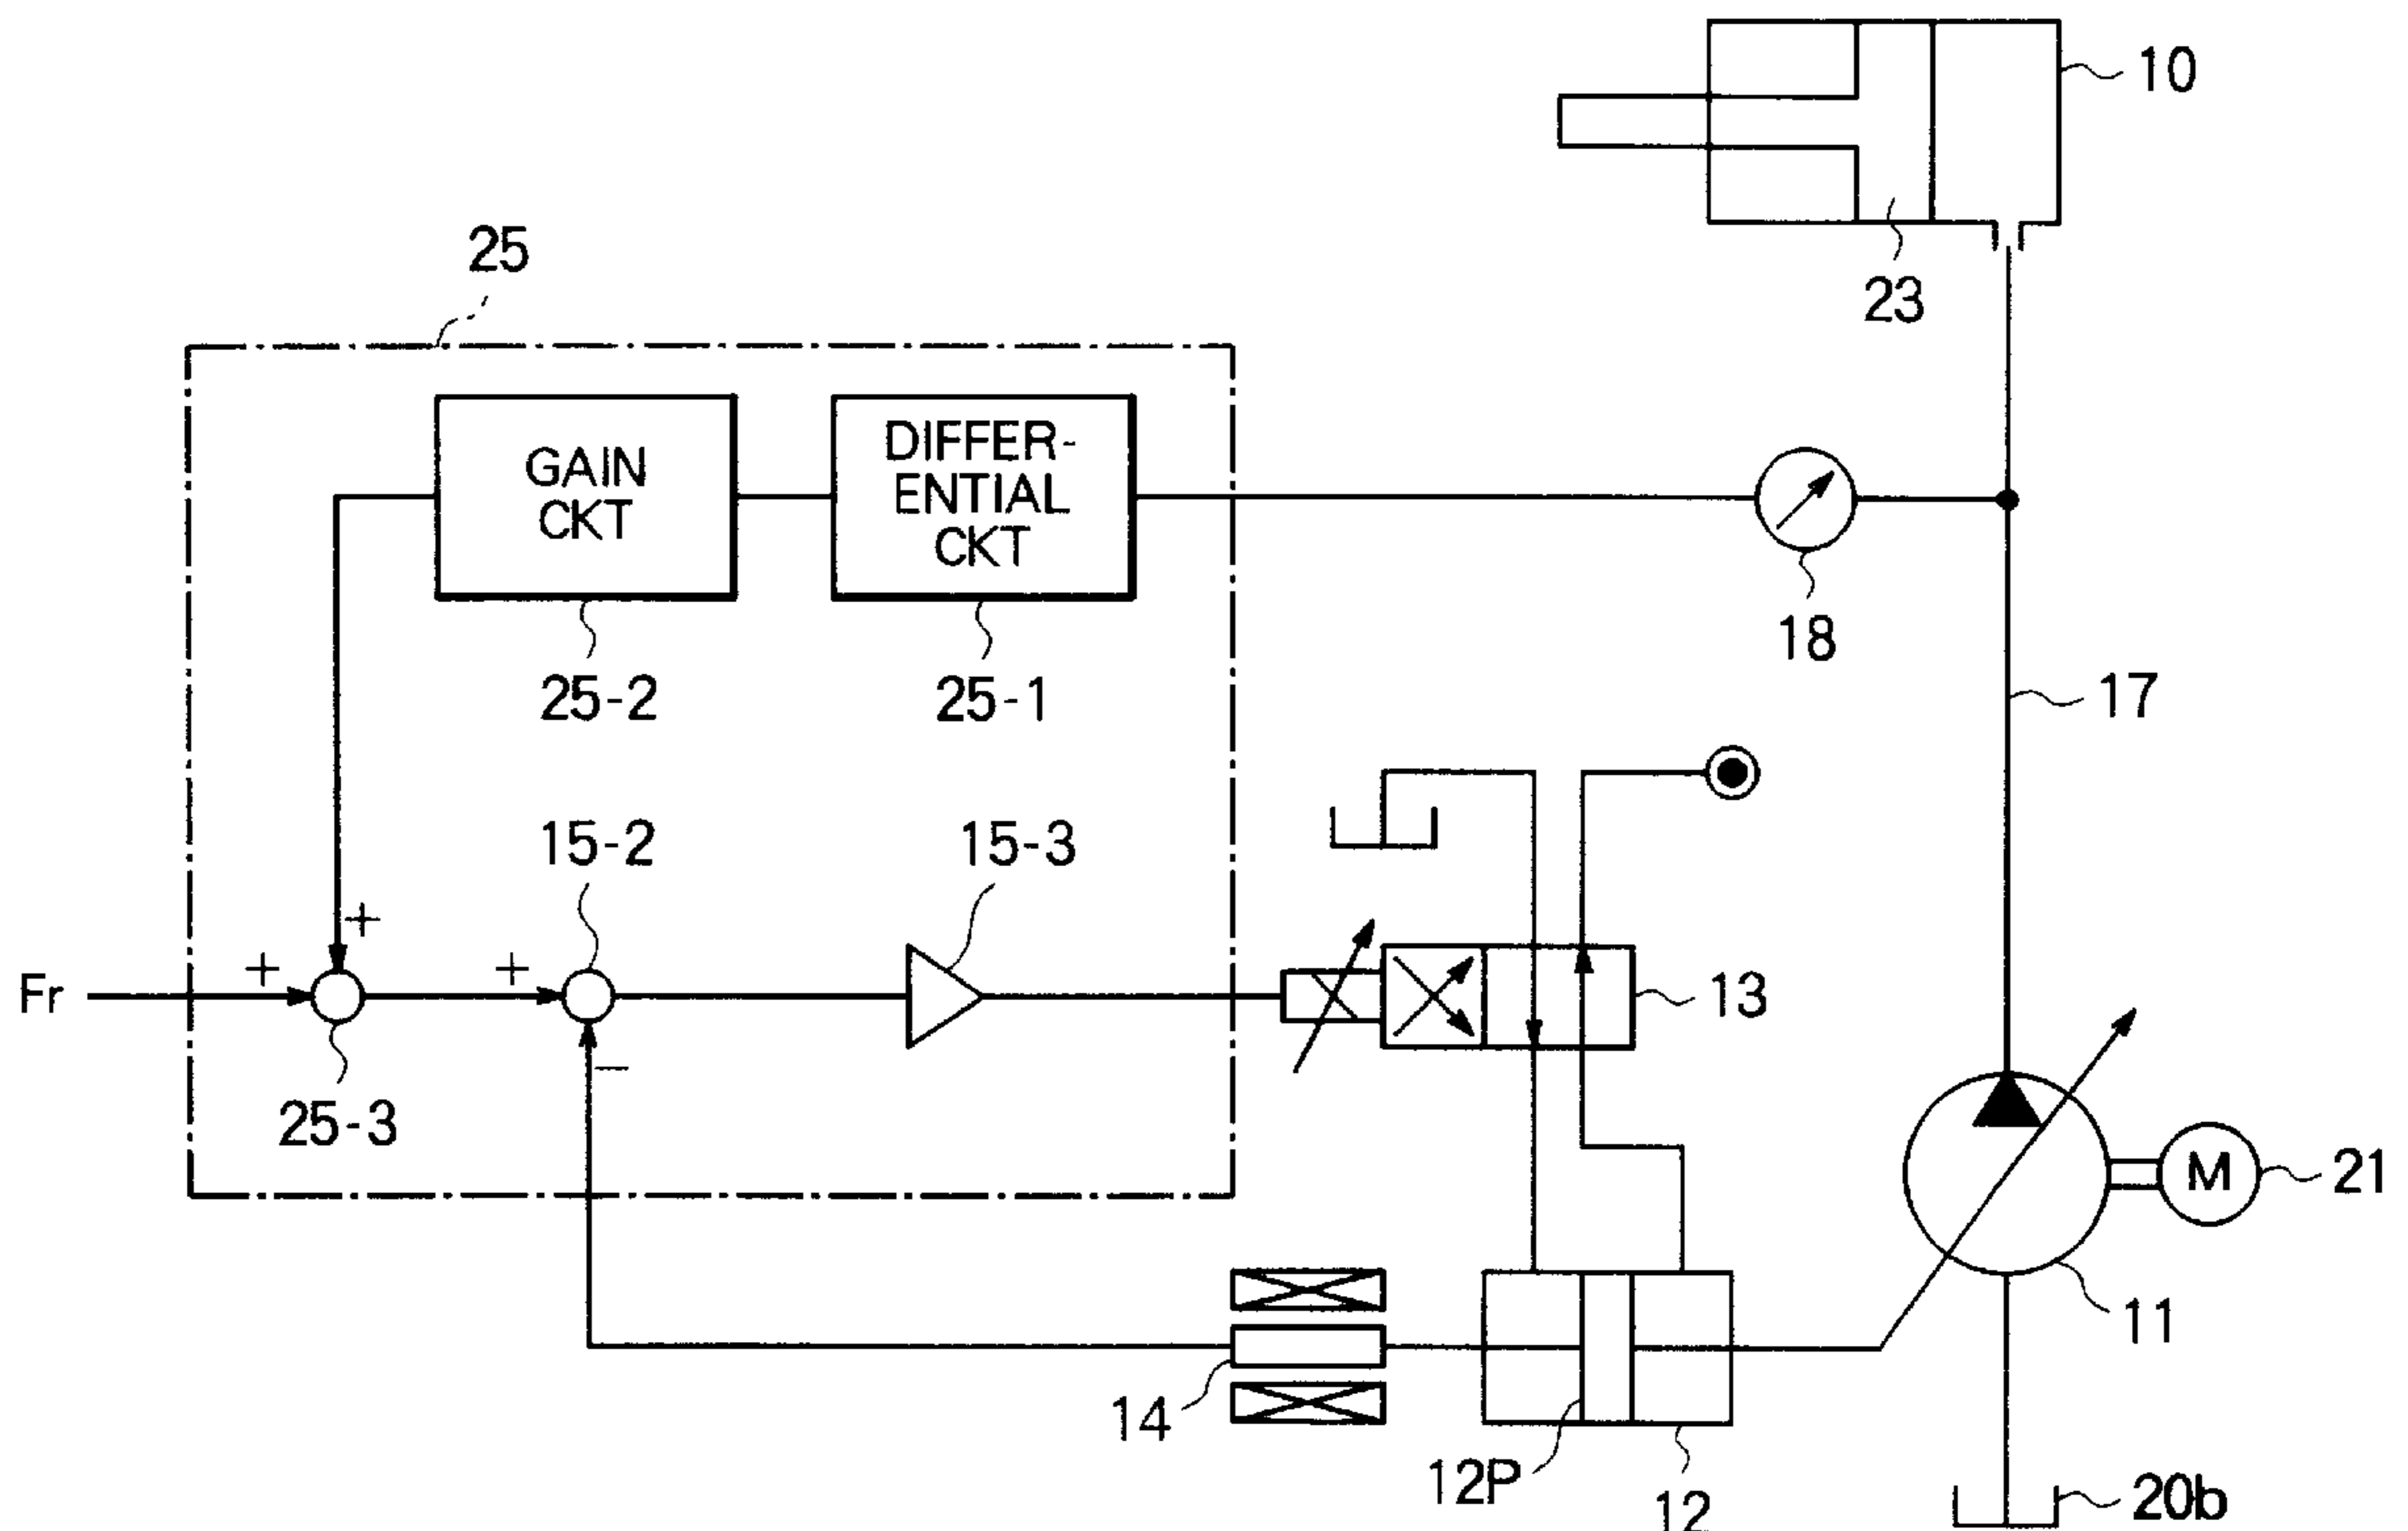 10
23
25
GAIN
CKT
DIFFER-
ENTIAL
CKT
18
25-2
25-1
17
15-2
15-3
+
+
+
Fr
13
−
25-3
M
21
11
14
12P
12
20b